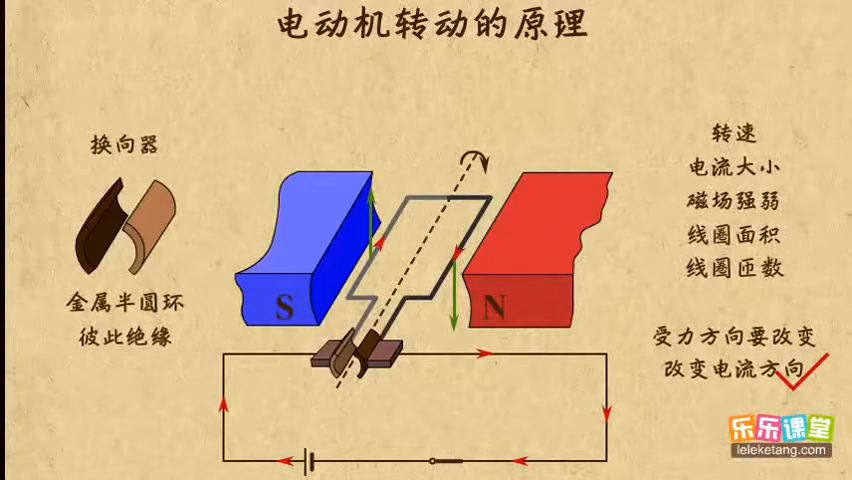 电动机转动的原理
换向器
金属半圆环
彼此绝缘
S
N
转速
电流大小
磁场强弱
线圈面积
线圈匝数
受力方向要改变
改变电流方向
乐乐课堂
leleketang.com